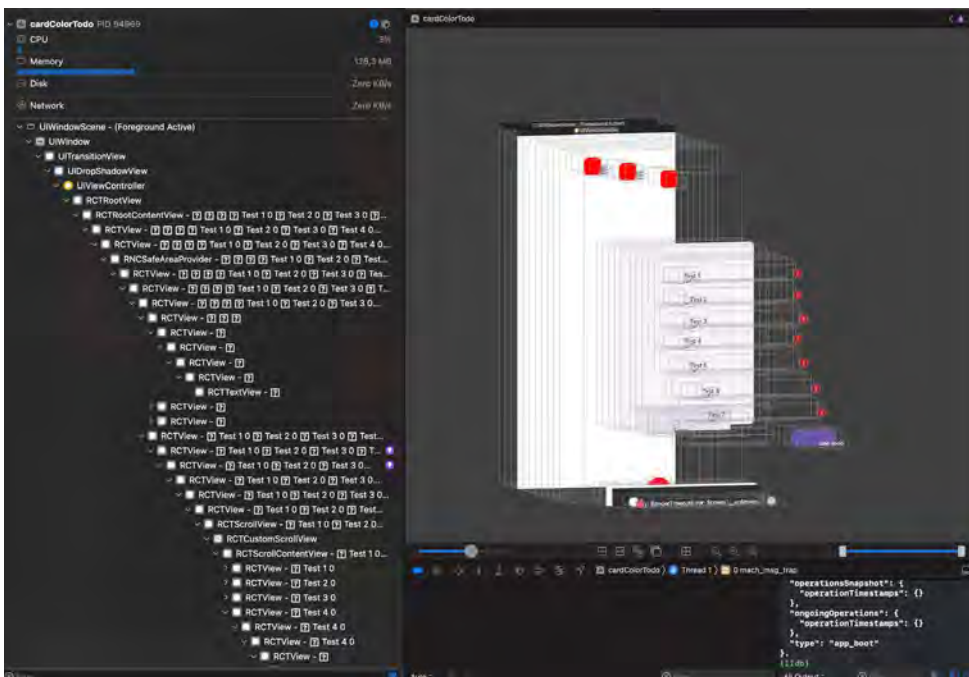 cardColorTodo PID 54969
CPU
3%
Memory
129,3 MB
Disk
Zero KB/s
Network
Zero KB/s
UIWindowScene - (Foreground Active)
UIWindow
UITransitionView
UIDropShadowView
UIViewController
RCTRootView
RCTRootContentView - ? ? ? ? Test 1 0 ? Test 2 0 ? Test 3 0 ?...
RCTView - ? ? ? ? Test 1 0 ? Test 2 0 ? Test 3 0 ? Test 4 0...
RCTView - ? ? ? ? Test 1 0 ? Test 2 0 ? Test 3 0 ? Test 4 0...
RNCSafeAreaProvider - ? ? ? ? Test 1 0 ? Test 2 0 ? Test...
RCTView - ? ? ? ? Test 1 0 ? Test 2 0 ? Test 3 0 ? Tes...
RCTView - ? ? ? ? Test 1 0 ? Test 2 0 ? Test 3 0 ? T...
RCTView - ? ? ? ? Test 1 0 ? Test 2 0 ? Test 3 0...
RCTView - ? ? ?
RCTView - ?
RCTView - ?
RCTView - ?
RCTView - ?
RCTTextView - ?
RCTView - ?
RCTView - ?
RCTView - ? Test 1 0 ? Test 2 0 ? Test 3 0 ? Test...
RCTView - ? Test 1 0 ? Test 2 0 ? Test 3 0 ? T...
RCTView - ? Test 1 0 ? Test 2 0 ? Test 3 0...
RCTView - ? Test 1 0 ? Test 2 0 ? Test 3 0...
RCTView - ? Test 1 0 ? Test 2 0 ? Test 3 0...
RCTView - ? Test 1 0 ? Test 2 0 ? Test...
RCTScrollView - ? Test 1 0 ? Test 2 0...
RCTCustomScrollView
RCTScrollContentView - ? Test 1 0...
RCTView - ? Test 1 0
RCTView - ? Test 2 0
RCTView - ? Test 3 0
RCTView - ? Test 4 0
RCTView - ? Test 4 0
RCTView - ? Test 4 0
RCTView - ?
cardColorTodo
Test 1
Test 2
Test 3
Test 4
Test 5
Test 6
Test 7
cardColorTodo
Thread 1
0 mach_msg_trap
"operationsSnapshot": {
"operationTimestamps": {}
},
"ongoingOperations": {
"operationTimestamps": {}
},
"type": "app_boot"
},
(lldb)
All Output